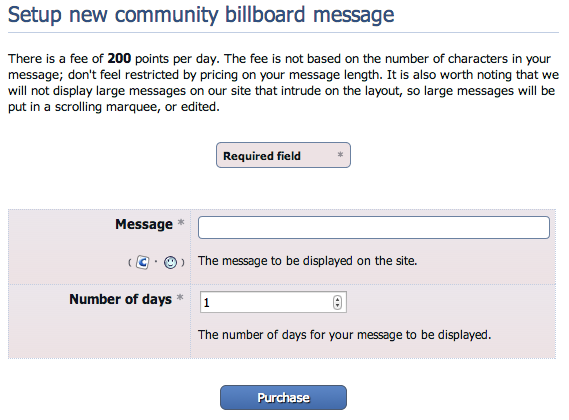 Setup new community billboard message
There is a fee of 200 points per day. The fee is not based on the number of characters in your
message; don't feel restricted by pricing on your message length. It is also worth noting that we
will not display large messages on our site that intrude on the layout, so large messages will be
put in a scrolling marquee, or edited.
Required field *
Message *
( C · )
The message to be displayed on the site.
Number of days *
1
The number of days for your message to be displayed.
Purchase